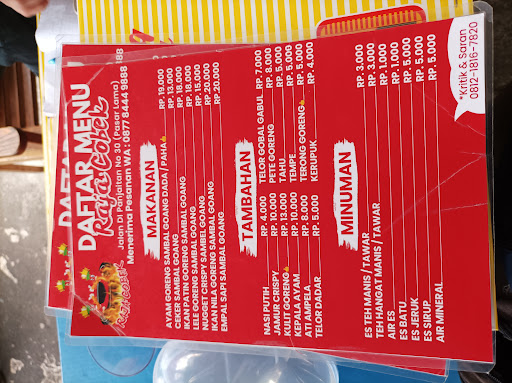 DAFTAR MENU
Rara Cobek
Jalan DI Panjaitan No 30 (Pasar Lama)
Menerima Pesanan WA : 0877 8444 9888
MAKANAN
AYAM GORENG SAMBAL GOANG DADA / PAHA RP. 19.000
CEKER SAMBAL GOANG RP. 13.000
IKAN PATIN GORENG SAMBAL GOANG RP. 18.000
LELE GORENG SAMBAL GOANG RP. 18.000
NUGGET CRISPY SAMBEL GOANG RP. 15.000
IKAN NILA GORENG SAMBAL GOANG RP. 20.000
EMPAL SAPI SAMBAL GOANG RP. 20.000
TAMBAHAN
NASI PUTIH RP. 4.000 TELOR GOBAL GABUL RP. 7.000
JAMUR CRISPY RP. 10.000 PETE GORENG RP. 8.000
KULIT GORENG RP. 13.000 TAHU RP. 5.000
KEPALA AYAM RP. 10.000 TEMPE RP. 5.000
ATI AMPELA RP. 8.000 TERONG GORENG RP. 5.000
TELOR DADAR RP. 5.000 KERUPUK RP. 4.000
MINUMAN
ES TEH MANIS / TAWAR RP. 3.000
TEH HANGAT MANIS / TAWAR RP. 3.000
AIR ES RP. 1.000
ES BATU RP. 1.000
ES JERUK RP. 5.000
ES SIRUP RP. 5.000
AIR MINERAL RP. 5.000
*Kritik & Saran
0812-1816-7820